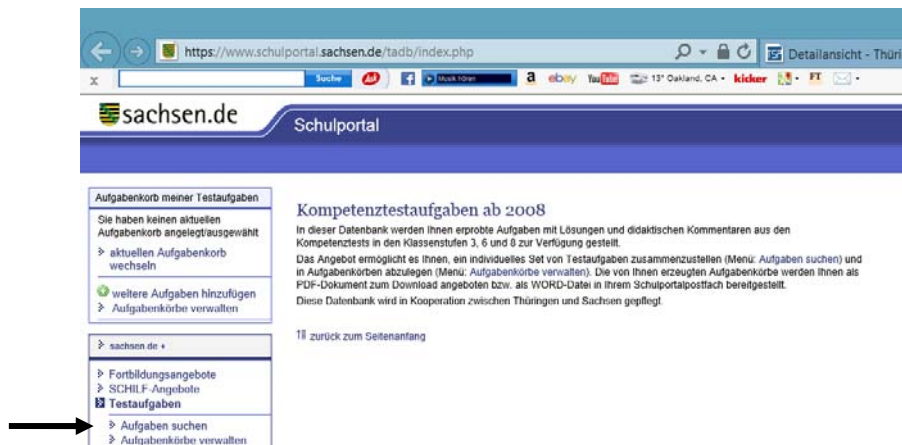 https://www.schulportal.sachsen.de/tadb/index.php
Detailansicht - Thüri
x
Suche
Musik hören
a
ebay
YouTube
13° Oakland, CA
kicker
FT
sachsen.de
Schulportal
Aufgabenkorb meiner Testaufgaben
Sie haben keinen aktuellen
Aufgabenkorb angelegt/ausgewählt
aktuellen Aufgabenkorb
wechseln
weitere Aufgaben hinzufügen
Aufgabenkörbe verwalten
sachsen.de +
Fortbildungsangebote
SCHILF-Angebote
Testaufgaben
Aufgaben suchen
Aufgabenkörbe verwalten
Kompetenztestaufgaben ab 2008
In dieser Datenbank werden Ihnen erprobte Aufgaben mit Lösungen und didaktischen Kommentaren aus den
Kompetenztests in den Klassenstufen 3, 6 und 8 zur Verfügung gestellt.
Das Angebot ermöglicht es Ihnen, ein individuelles Set von Testaufgaben zusammenzustellen (Menü: Aufgaben suchen) und
in Aufgabenkörben abzulegen (Menü: Aufgabenkörbe verwalten). Die von Ihnen erzeugten Aufgabenkörbe werden Ihnen als
PDF-Dokument zum Download angeboten bzw. als WORD-Datei in Ihrem Schulportalpostfach bereitgestellt.
Diese Datenbank wird in Kooperation zwischen Thüringen und Sachsen gepflegt.
zurück zum Seitenanfang